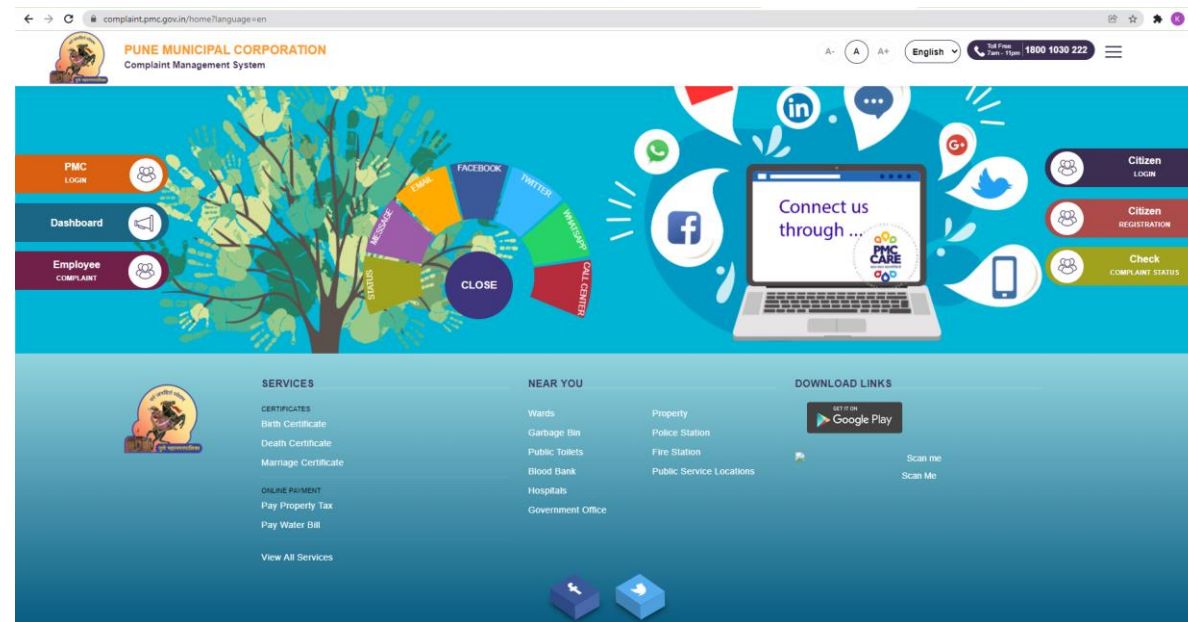 complaint.pmc.gov.in/home?language=en
K
PUNE MUNICIPAL CORPORATION
Complaint Management System
A-
A
A+
English
Toll Free
7am - 11pm
1800 1030 222
PMC
LOGIN
Dashboard
Employee
COMPLAINT
STATUS
MESSAGE
EMAIL
FACEBOOK
TWITTER
WHATSAPP
CALL CENTER
CLOSE
in
G+
f
Connect us
through ...
PMC
CARE
Citizen
LOGIN
Citizen
REGISTRATION
Check
COMPLAINT STATUS
SERVICES
CERTIFICATES
Birth Certificate
Death Certificate
Marriage Certificate
ONLINE PAYMENT
Pay Property Tax
Pay Water Bill
View All Services
NEAR YOU
Wards
Garbage Bin
Public Toilets
Blood Bank
Hospitals
Government Office
Property
Police Station
Fire Station
Public Service Locations
DOWNLOAD LINKS
GET IT ON
Google Play
Scan me
Scan Me
f